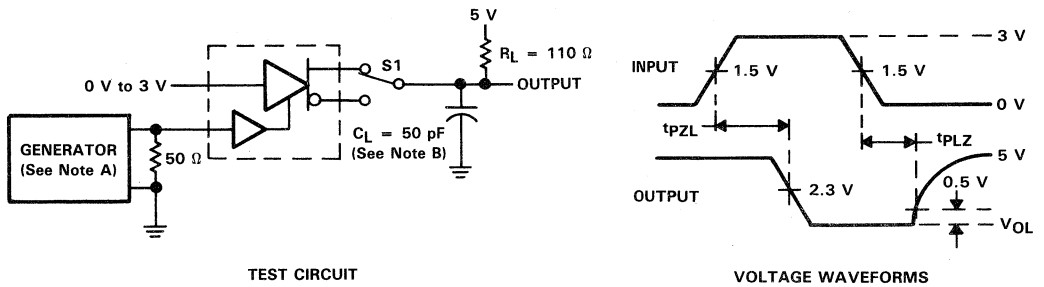 5 V
R_L = 110 Ω
S1
0 V to 3 V
OUTPUT
C_L = 50 pF
(See Note B)
GENERATOR
(See Note A)
50 Ω
TEST CIRCUIT
3 V
INPUT
1.5 V
1.5 V
0 V
t_PZL
t_PLZ
5 V
0.5 V
OUTPUT
2.3 V
V_OL
VOLTAGE WAVEFORMS